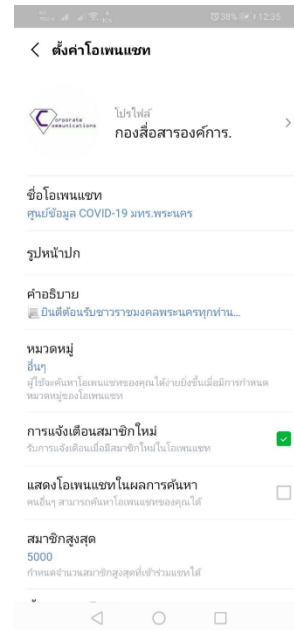 38% 12:35
ตั้งค่าโอเพนแชท
Corporate
Communications
โปรไฟล์
กองสื่อสารองค์การ.
ชื่อโอเพนแชท
ศูนย์ข้อมูล COVID-19 มทร.พระนคร
รูปหน้าปก
คำอธิบาย
ยินดีต้อนรับชาวราชมงคลพระนครทุกท่าน...
หมวดหมู่
อื่นๆ
ผู้ใช้จะค้นหาโอเพนแชทของคุณได้ง่ายยิ่งขึ้นเมื่อมีการกำหนด
หมวดหมู่ของโอเพนแชท
การแจ้งเตือนสมาชิกใหม่
รับการแจ้งเตือนเมื่อมีสมาชิกใหม่ในโอเพนแชท
แสดงโอเพนแชทในผลการค้นหา
คนอื่นๆ สามารถค้นหาโอเพนแชทของคุณได้
สมาชิกสูงสุด
5000
กำหนดจำนวนสมาชิกสูงสุดที่เข้าร่วมแชทได้